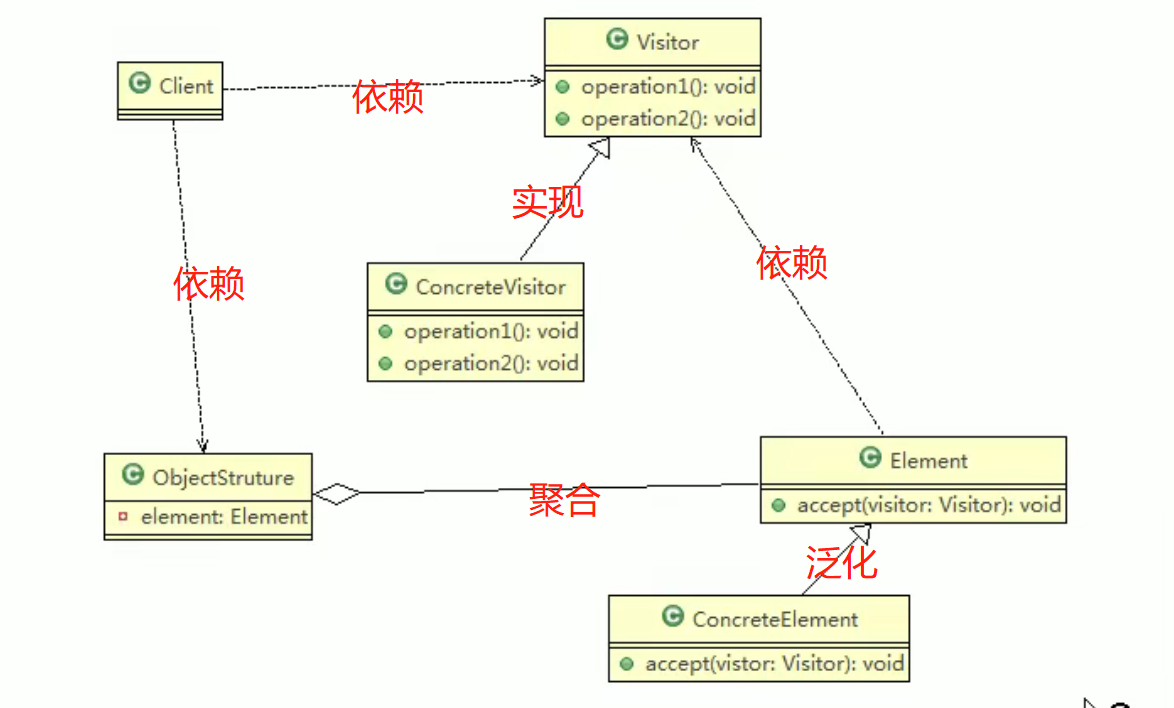 Client
依赖
Visitor
operation1(): void
operation2(): void
实现
依赖
依赖
ConcreteVisitor
operation1(): void
operation2(): void
ObjectStruture
element: Element
聚合
Element
accept(visitor: Visitor): void
泛化
ConcreteElement
accept(vistor: Visitor): void